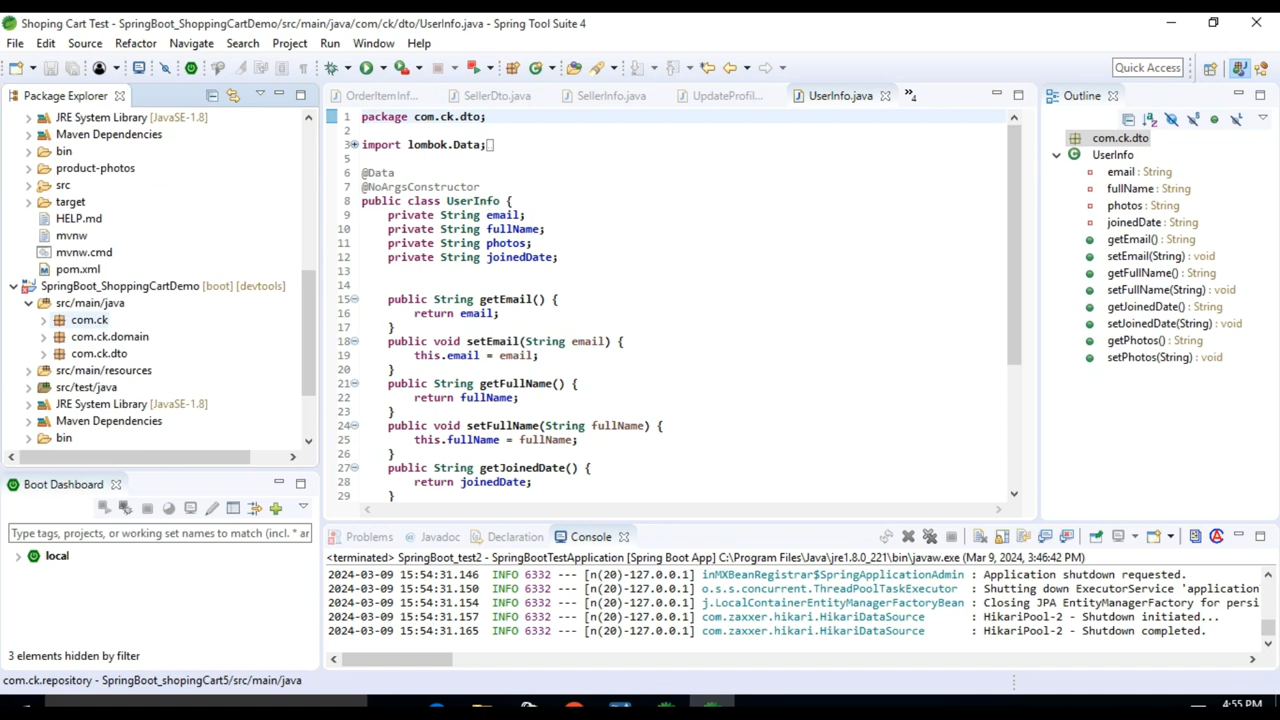 Shoping Cart Test - SpringBoot_ShoppingCartDemo/src/main/java/com/ck/dto/UserInfo.java - Spring Tool Suite 4
File Edit Source Refactor Navigate Search Project Run Window Help
Quick Access
Package Explorer
JRE System Library [JavaSE-1.8]
Maven Dependencies
bin
product-photos
src
target
HELP.md
mvnw
mvnw.cmd
pom.xml
SpringBoot_ShoppingCartDemo [boot] [devtools]
src/main/java
com.ck
com.ck.domain
com.ck.dto
src/main/resources
src/test/java
JRE System Library [JavaSE-1.8]
Maven Dependencies
bin
Boot Dashboard
Type tags, projects, or working set names to match (incl. * ar
local
3 elements hidden by filter
OrderItemInf... SellerDto.java SellerInfo.java UpdateProfil... UserInfo.java »4
1 package com.ck.dto;
2
3 import lombok.Data;
5
6 @Data
7 @NoArgsConstructor
8 public class UserInfo {
9 private String email;
10 private String fullName;
11 private String photos;
12 private String joinedDate;
13
14
15 public String getEmail() {
16 return email;
17 }
18 public void setEmail(String email) {
19 this.email = email;
20 }
21 public String getFullName() {
22 return fullName;
23 }
24 public void setFullName(String fullName) {
25 this.fullName = fullName;
26 }
27 public String getJoinedDate() {
28 return joinedDate;
29 }
Outline
com.ck.dto
UserInfo
email : String
fullName : String
photos : String
joinedDate : String
getEmail() : String
setEmail(String) : void
getFullName() : String
setFullName(String) : void
getJoinedDate() : String
setJoinedDate(String) : void
getPhotos() : String
setPhotos(String) : void
Problems Javadoc Declaration Console
<terminated> SpringBoot_test2 - SpringBootTestApplication [Spring Boot App] C:\Program Files\Java\jre1.8.0_221\bin\javaw.exe (Mar 9, 2024, 3:46:42 PM)
2024-03-09 15:54:31.146 INFO 6332 --- [n(20)-127.0.0.1] inMXBeanRegistrar$SpringApplicationAdmin : Application shutdown requested.
2024-03-09 15:54:31.150 INFO 6332 --- [n(20)-127.0.0.1] o.s.s.concurrent.ThreadPoolTaskExecutor : Shutting down ExecutorService 'application
2024-03-09 15:54:31.154 INFO 6332 --- [n(20)-127.0.0.1] j.LocalContainerEntityManagerFactoryBean : Closing JPA EntityManagerFactory for persi
2024-03-09 15:54:31.157 INFO 6332 --- [n(20)-127.0.0.1] com.zaxxer.hikari.HikariDataSource : HikariPool-2 - Shutdown initiated...
2024-03-09 15:54:31.165 INFO 6332 --- [n(20)-127.0.0.1] com.zaxxer.hikari.HikariDataSource : HikariPool-2 - Shutdown completed.
com.ck.repository - SpringBoot_shopingCart5/src/main/java
4:55 PM